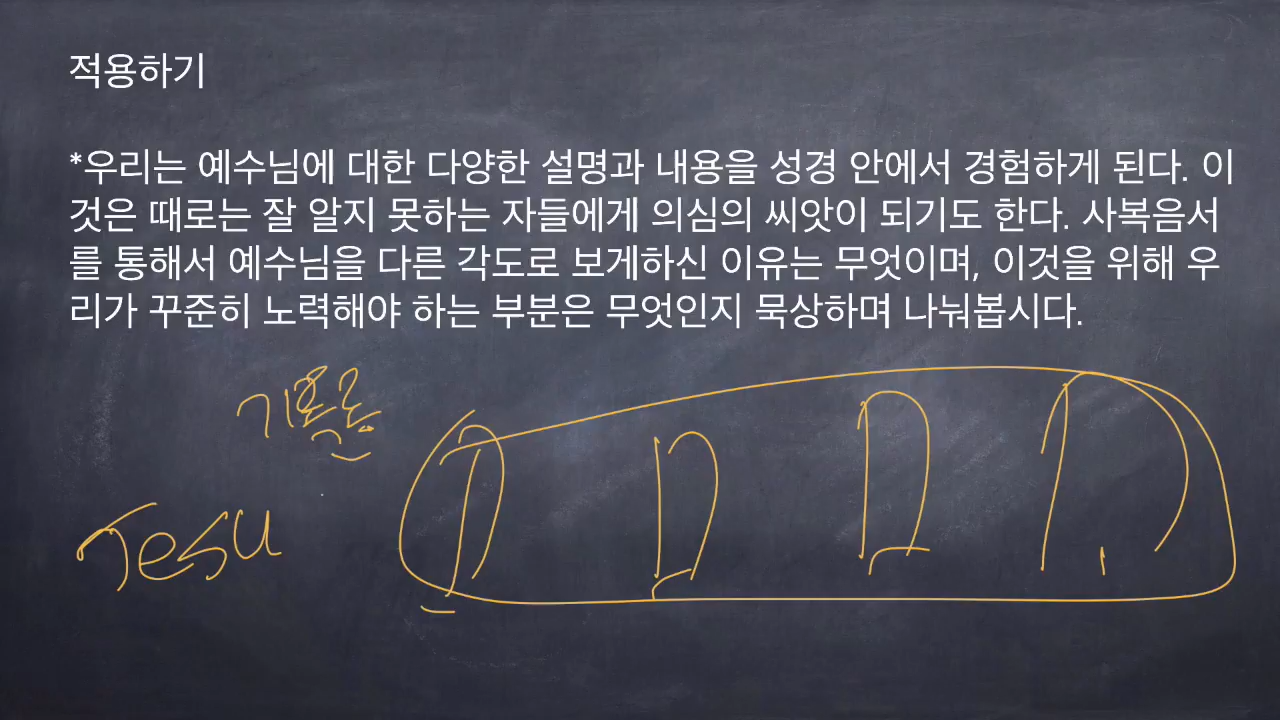 적용하기
*우리는 예수님에 대한 다양한 설명과 내용을 성경 안에서 경험하게 된다. 이
것은 때로는 잘 알지 못하는 자들에게 의심의 씨앗이 되기도 한다. 사복음서
를 통해서 예수님을 다른 각도로 보게하신 이유는 무엇이며, 이것을 위해 우
리가 꾸준히 노력해야 하는 부분은 무엇인지 묵상하며 나눠봅시다.
Jesu